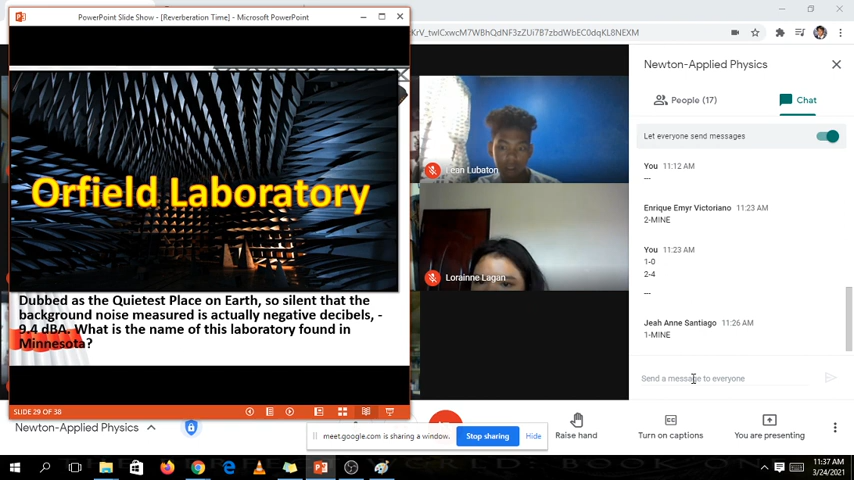 PowerPoint Slide Show - [Reverberation Time] - Microsoft PowerPoint
KrV_twICxwcM7WBhQdNF3zZUi7B7zbdWbEC0dqKL8NEXM
Orfield Laboratory
Dubbed as the Quietest Place on Earth, so silent that the
background noise measured is actually negative decibels, -
9.4 dBA. What is the name of this laboratory found in
Minnesota?
SLIDE 29 OF 38
Lorainne Lagan
Newton-Applied Physics
People (17)
Chat
Let everyone send messages
You 11:12 AM
---
Enrique Emyr Victoriano 11:23 AM
2-MINE
You 11:23 AM
1-0
2-4
---
Jeah Anne Santiago 11:26 AM
1-MINE
Send a message to everyone
Newton-Applied Physics
meet.google.com is sharing a window.
Stop sharing
Hide
Raise hand
Turn on captions
You are presenting
11:37 AM
3/24/2021